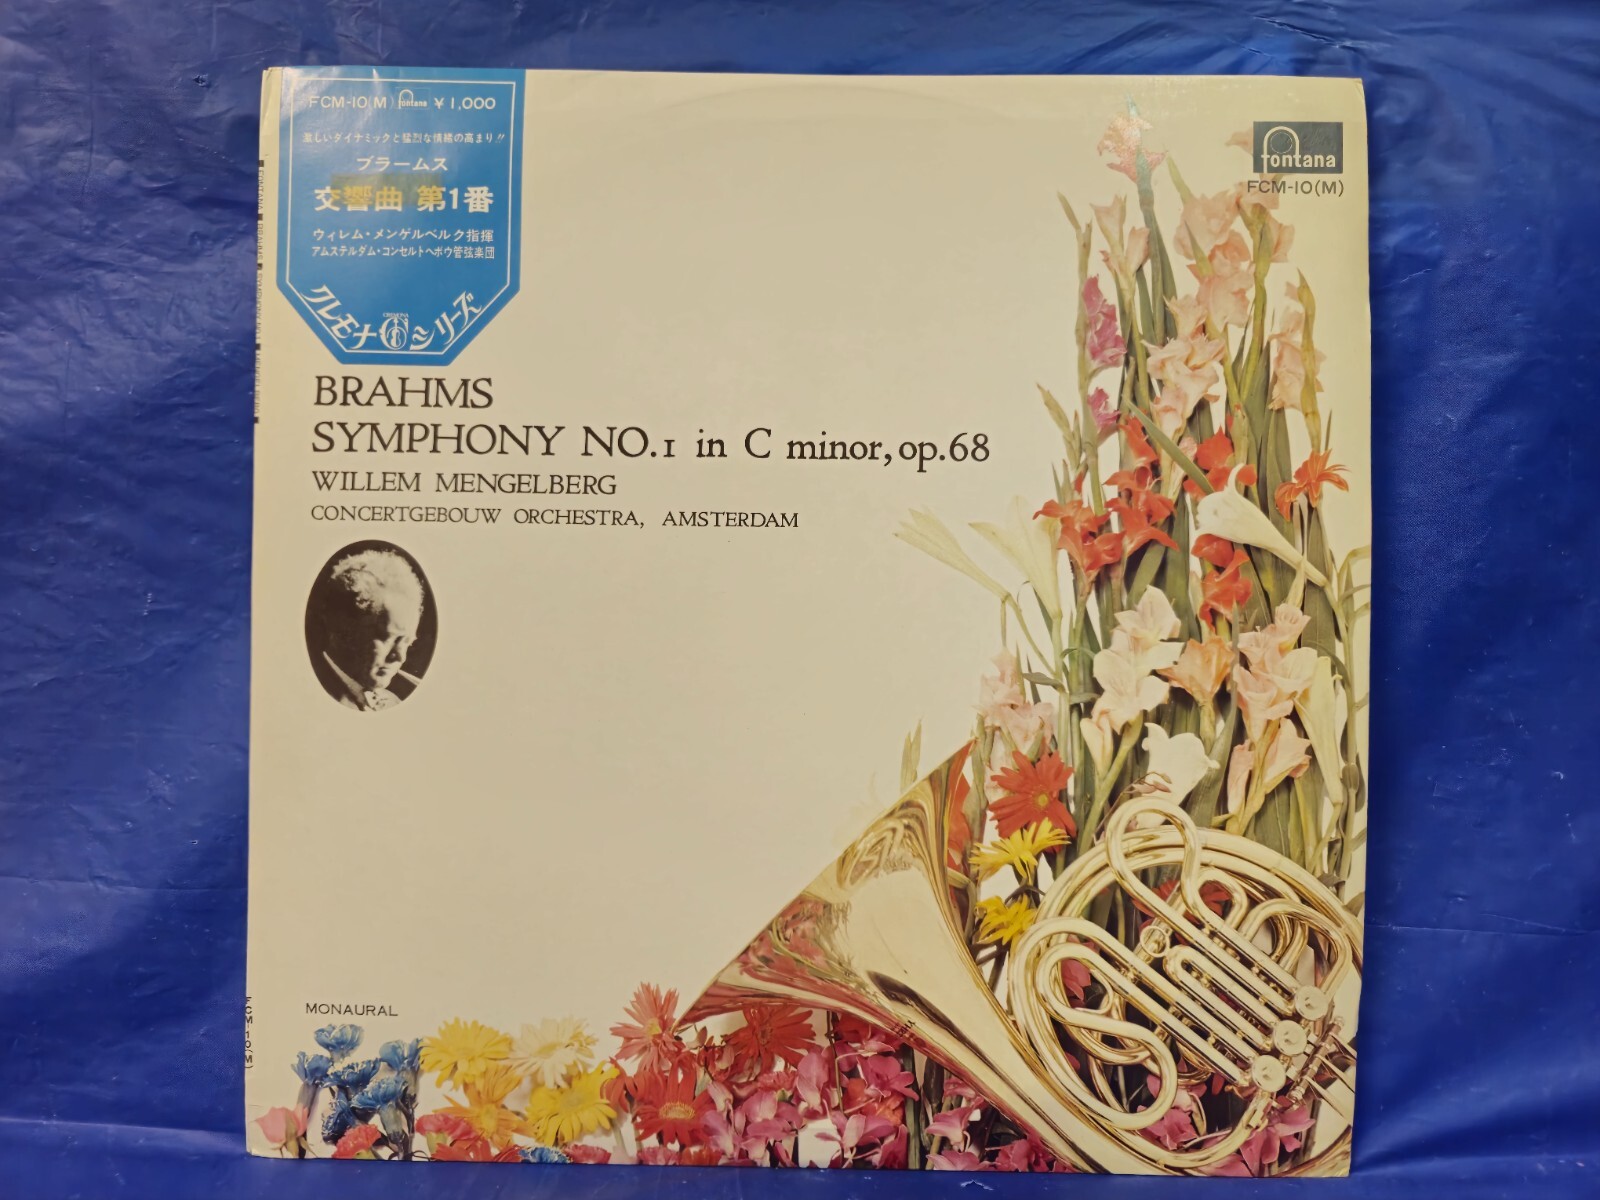 FCM-10(M) fontana ¥1,000
激しいダイナミックと猛烈な情緒の高まり!!
ブラームス
交響曲 第1番
ウィレム・メンゲルベルク指揮
アムステルダム・コンセルトヘボウ管弦楽団
クレモナ CREMONA シリーズ
fontana
FCM-10(M)
BRAHMS
SYMPHONY NO.1 in C minor, op.68
WILLEM MENGELBERG
CONCERTGEBOUW ORCHESTRA, AMSTERDAM
MONAURAL
FCM-10(M)